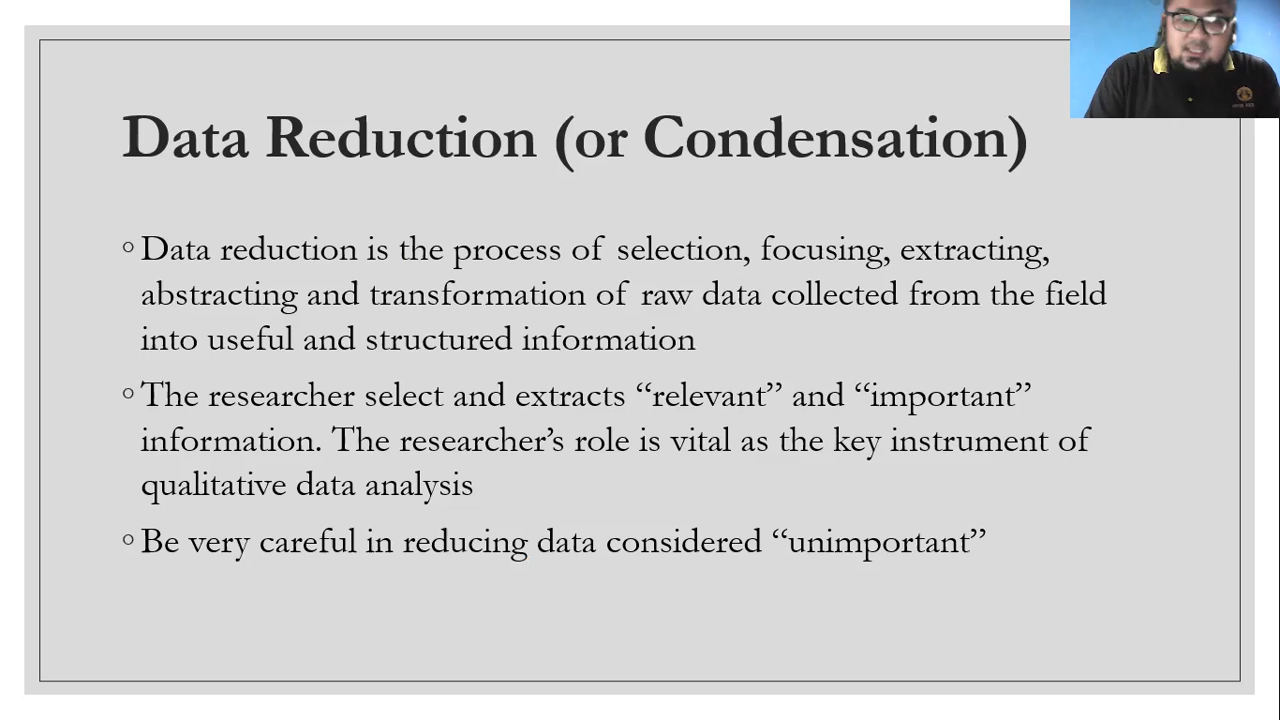 Data Reduction (or Condensation)
◦ Data reduction is the process of selection, focusing, extracting,
abstracting and transformation of raw data collected from the field
into useful and structured information
◦ The researcher select and extracts “relevant” and “important”
information. The researcher’s role is vital as the key instrument of
qualitative data analysis
◦ Be very careful in reducing data considered “unimportant”